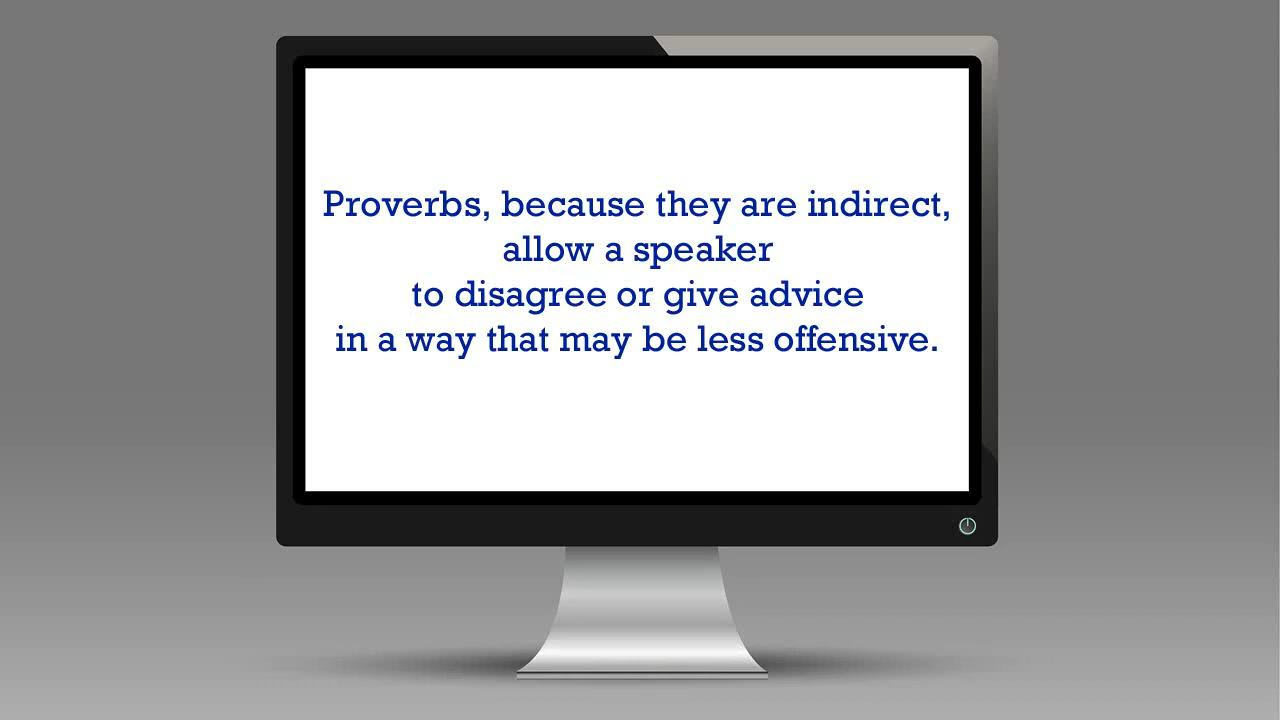 Proverbs, because they are indirect,
allow a speaker
to disagree or give advice
in a way that may be less offensive.